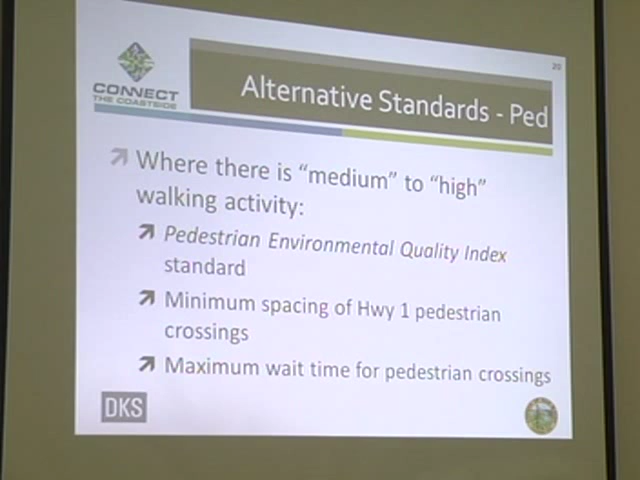 20
CONNECT
THE COASTSIDE
Alternative Standards - Ped
Where there is “medium” to “high”
walking activity:
Pedestrian Environmental Quality Index
standard
Minimum spacing of Hwy 1 pedestrian
crossings
Maximum wait time for pedestrian crossings
DKS